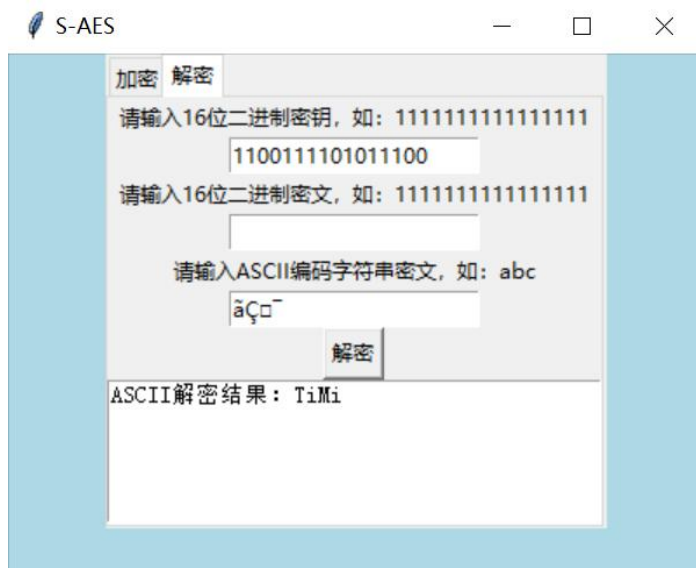 S-AES
加密 解密
请输入16位二进制密钥，如：1111111111111111
1100111101011100
请输入16位二进制密文，如：1111111111111111
请输入ASCII编码字符串密文，如：abc
ãÇ¤¯
解密
ASCII解密结果：TiMi